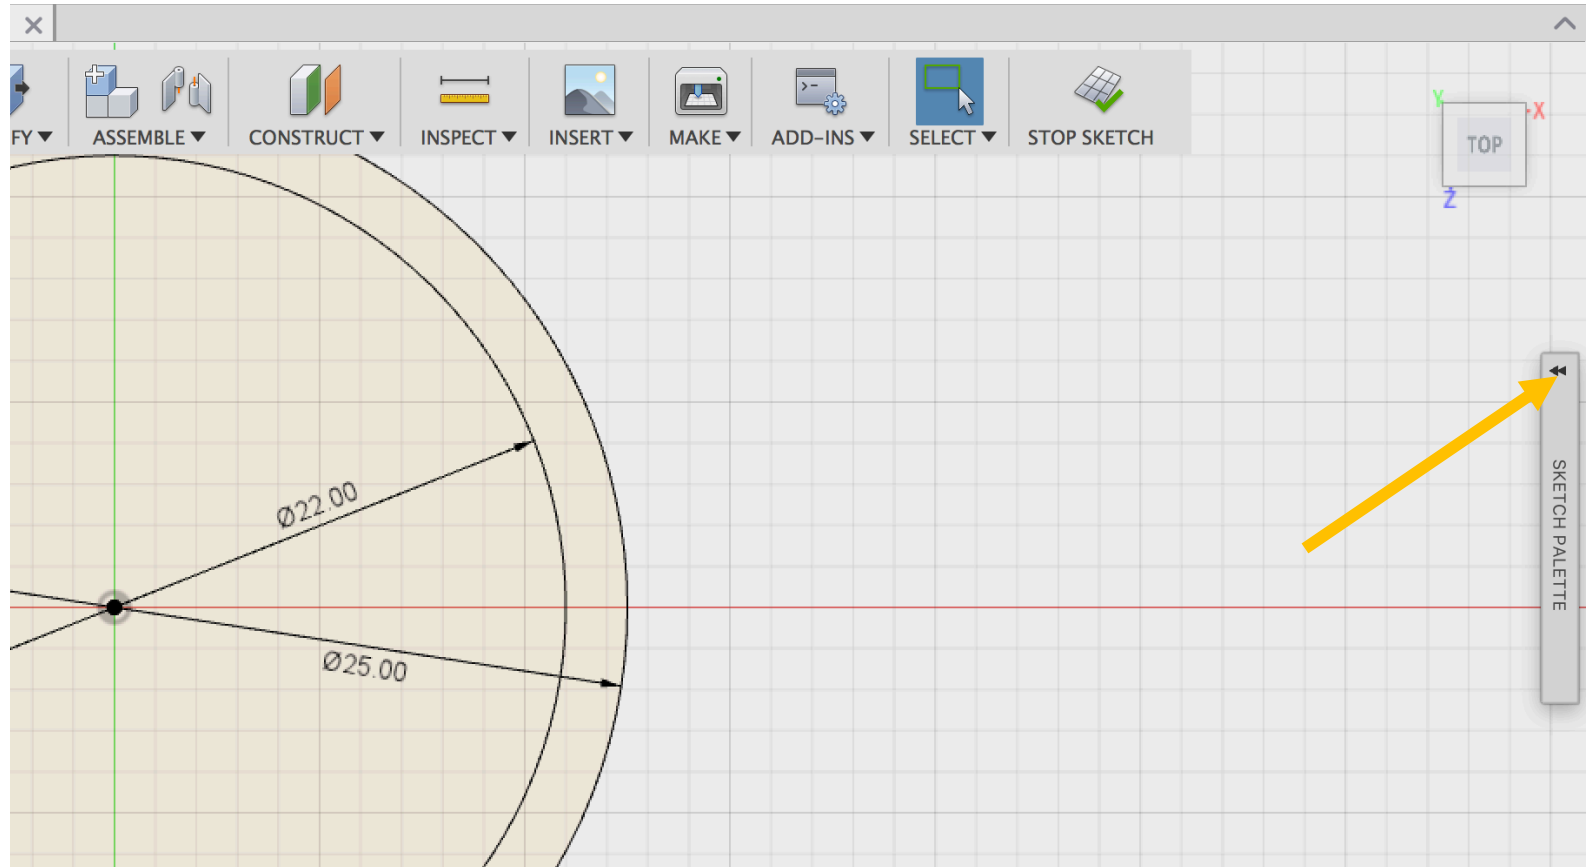 FY ASSEMBLE CONSTRUCT INSPECT INSERT MAKE ADD-INS SELECT STOP SKETCH
Y
X
TOP
Z
SKETCH PALETTE
Ø22.00
Ø25.00